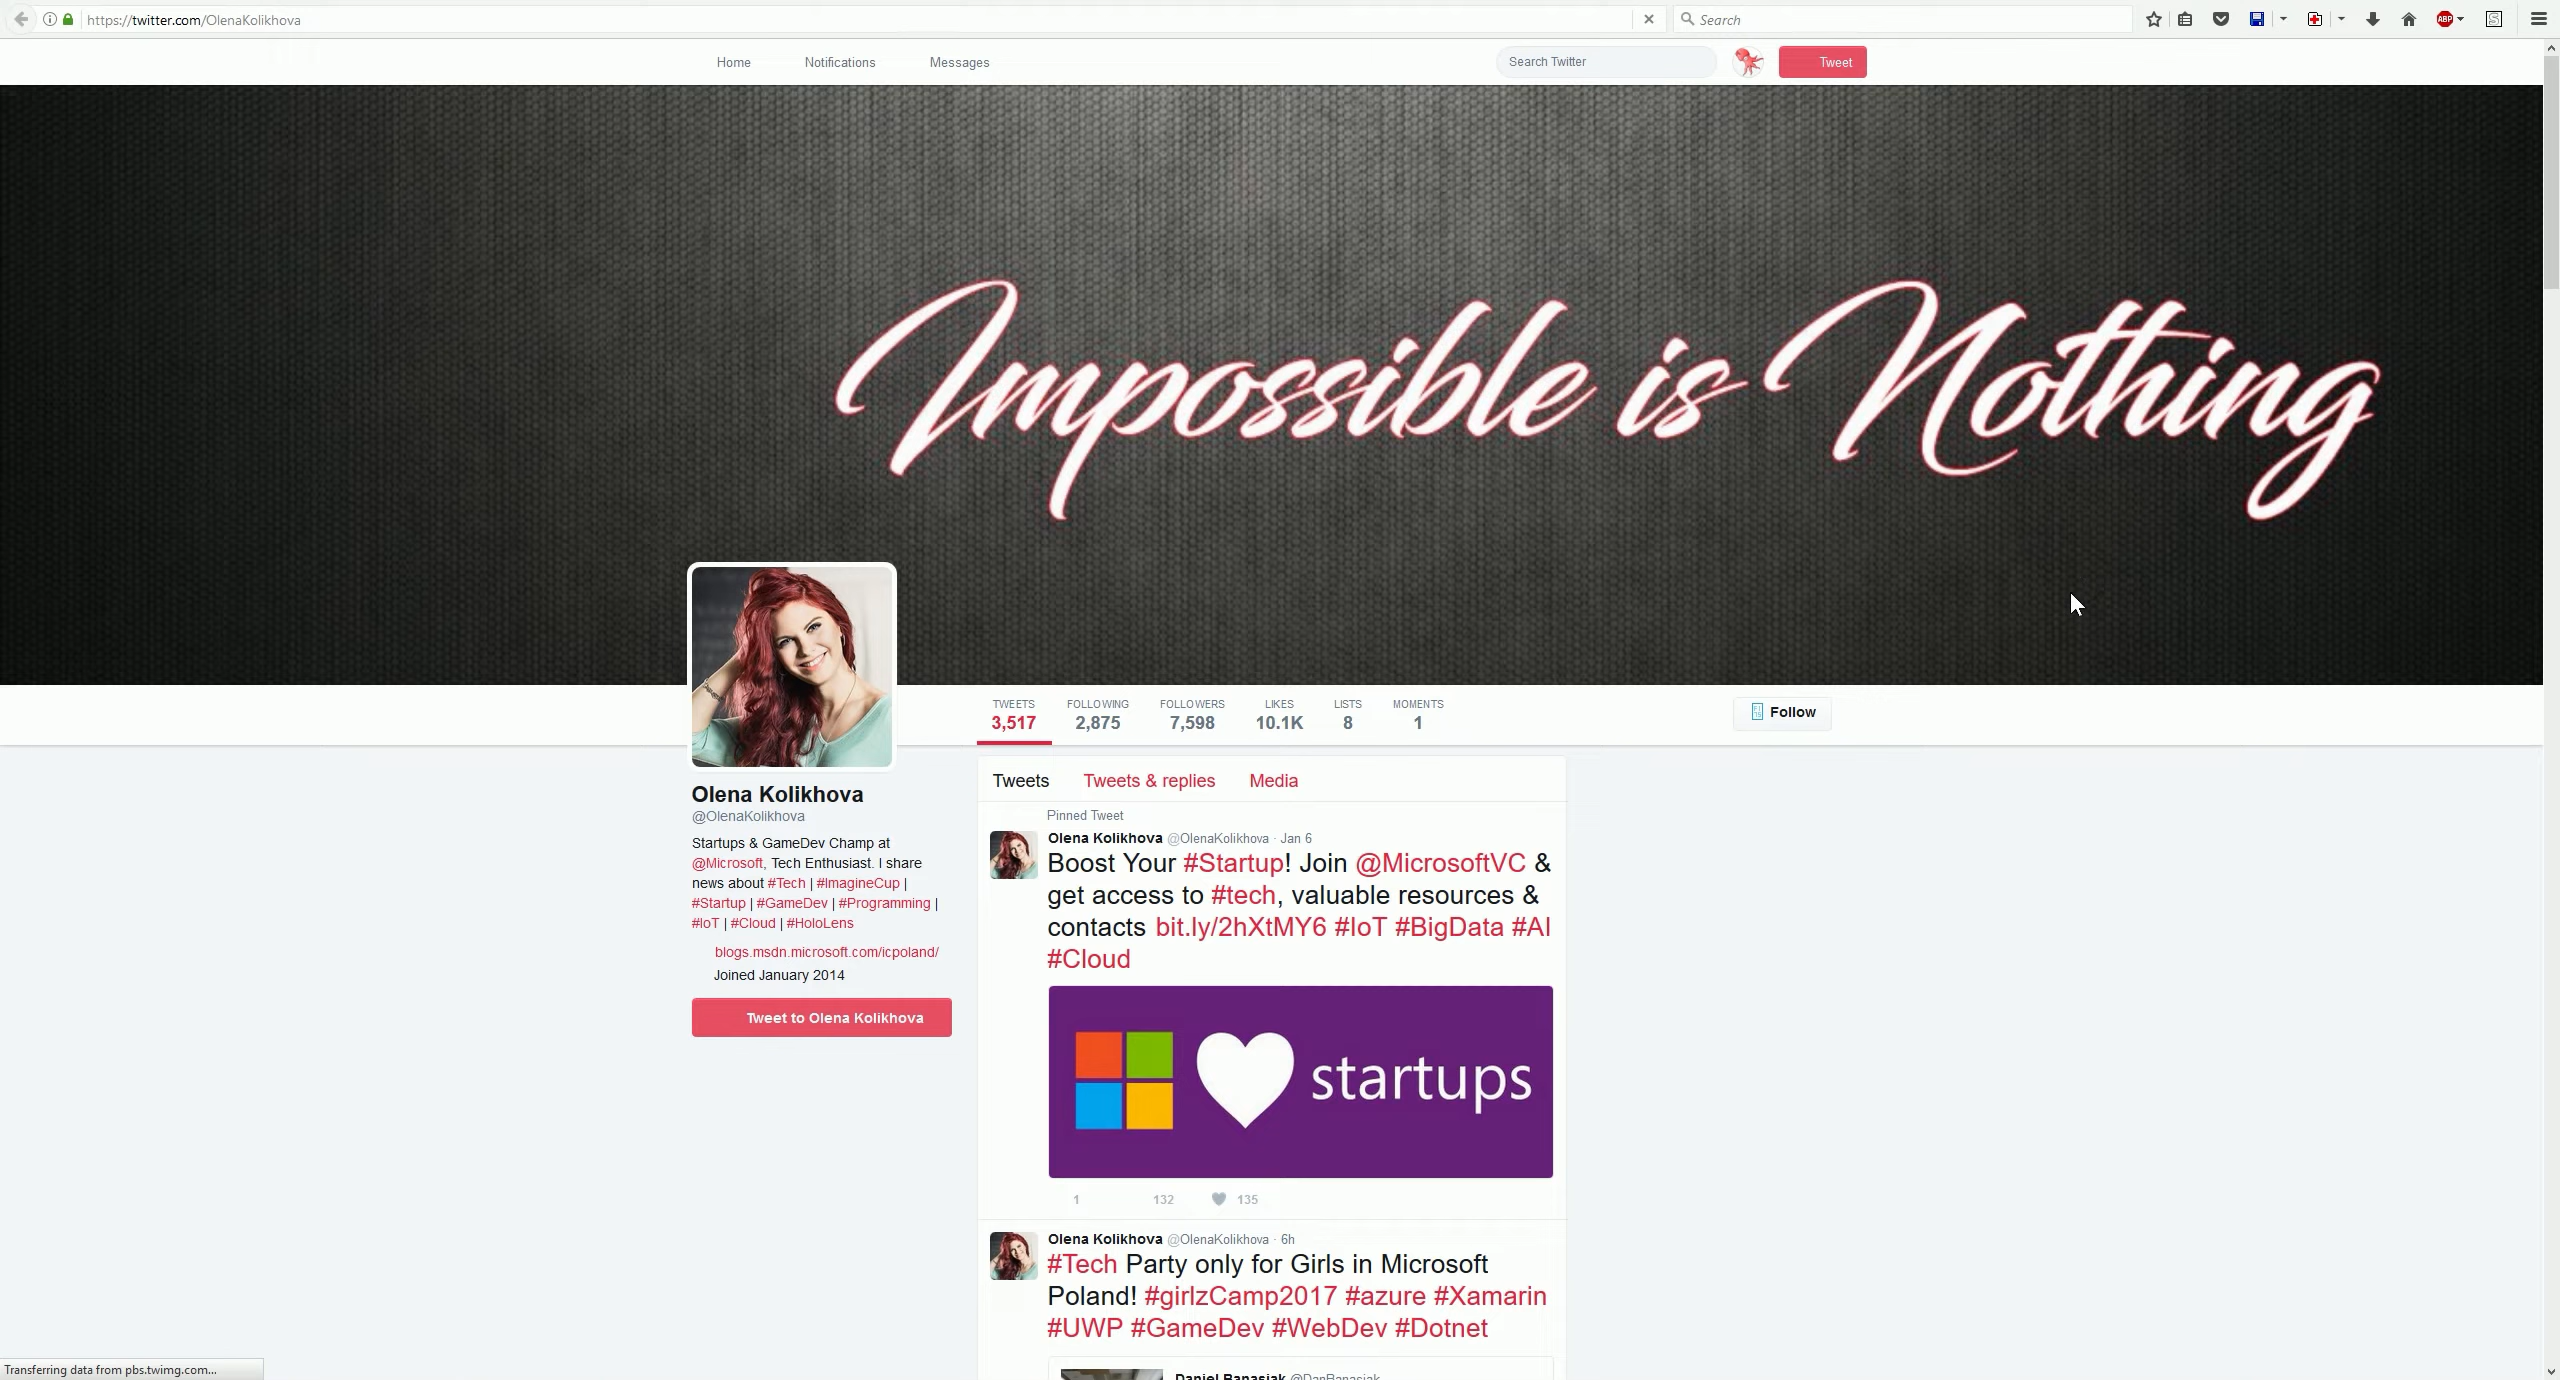 https://twitter.com/OlenaKolikhova
Search
Home Notifications Messages
Search Twitter
Tweet
Impossible is Nothing
TWEETS FOLLOWING FOLLOWERS LIKES LISTS MOMENTS
3,517 2,875 7,598 10.1K 8 1
Follow
Olena Kolikhova
@OlenaKolikhova
Startups & GameDev Champ at
@Microsoft, Tech Enthusiast. I share
news about #Tech | #ImagineCup |
#Startup | #GameDev | #Programming |
#IoT | #Cloud | #HoloLens
blogs.msdn.microsoft.com/icpoland/
Joined January 2014
Tweet to Olena Kolikhova
Tweets Tweets & replies Media
Pinned Tweet
Olena Kolikhova @OlenaKolikhova · Jan 6
Boost Your #Startup! Join @MicrosoftVC &
get access to #tech, valuable resources &
contacts bit.ly/2hXtMY6 #IoT #BigData #AI
#Cloud
startups
1 132 135
Olena Kolikhova @OlenaKolikhova · 6h
#Tech Party only for Girls in Microsoft
Poland! #girlzCamp2017 #azure #Xamarin
#UWP #GameDev #WebDev #Dotnet
Daniel Banasiak @DanBanasiak
Transferring data from pbs.twimg.com...
ABP